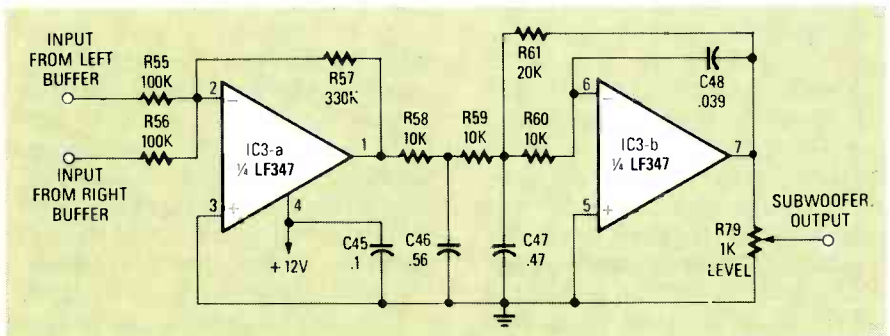 INPUT
FROM LEFT
BUFFER
R55
100K
R56
100K
INPUT
FROM RIGHT
BUFFER
2
−
R57
330K
IC3-a
¼ LF347
1
3
+
4
+12V
C45
.1
R58
10K
C46
.56
R59
10K
R61
20K
R60
10K
C47
.47
C48
.039
6
−
IC3-b
¼ LF347
7
5
+
R79
1K
LEVEL
SUBWOOFER
OUTPUT